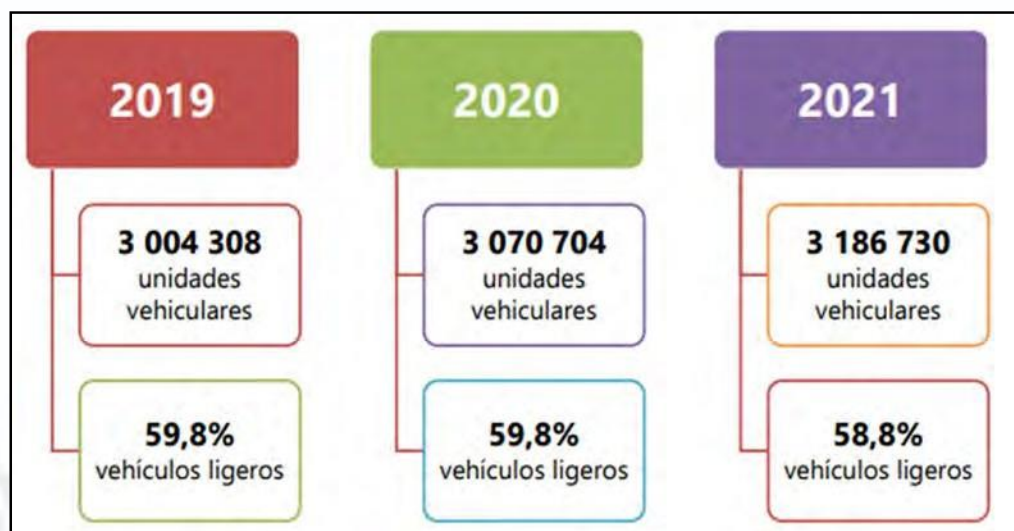 2019
3 004 308
unidades
vehiculares
59,8%
vehículos ligeros
2020
3 070 704
unidades
vehiculares
59,8%
vehículos ligeros
2021
3 186 730
unidades
vehiculares
58,8%
vehículos ligeros